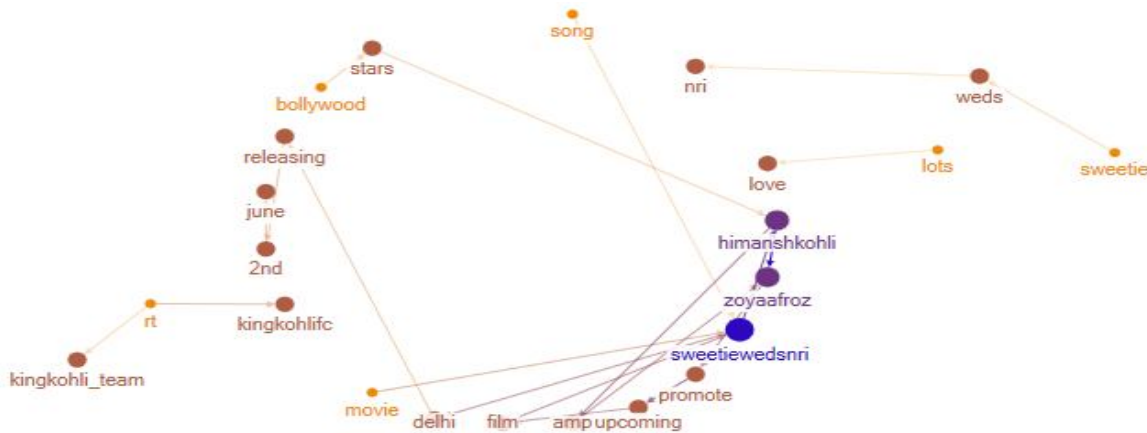 song
stars
nri
weds
bollywood
releasing
love
lots
sweetie
june
himanshkohli
2nd
zoyaafroz
rt
kingkohlifc
sweetiewedsnri
kingkohli_team
promote
movie
delhi
film
amp
upcoming